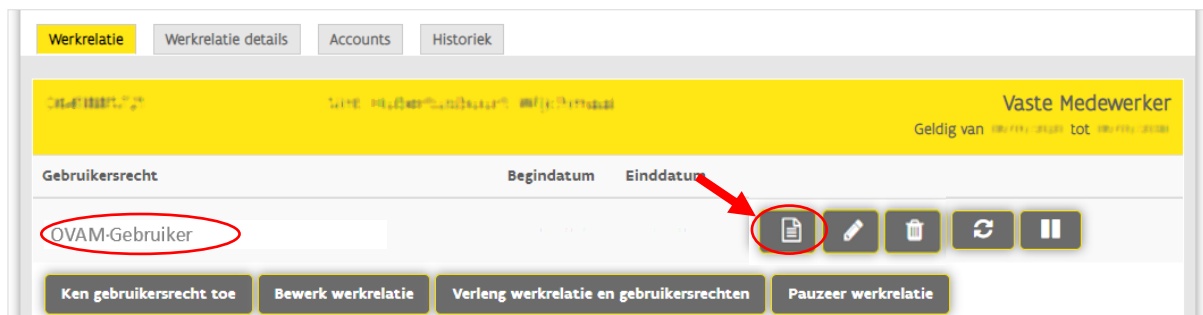 Werkrelatie Werkrelatie details Accounts Historiek
Vaste Medewerker
Geldig van tot
Gebruikersrecht Begindatum Einddatum
OVAM-Gebruiker
Ken gebruikersrecht toe Bewerk werkrelatie Verleng werkrelatie en gebruikersrechten Pauzeer werkrelatie